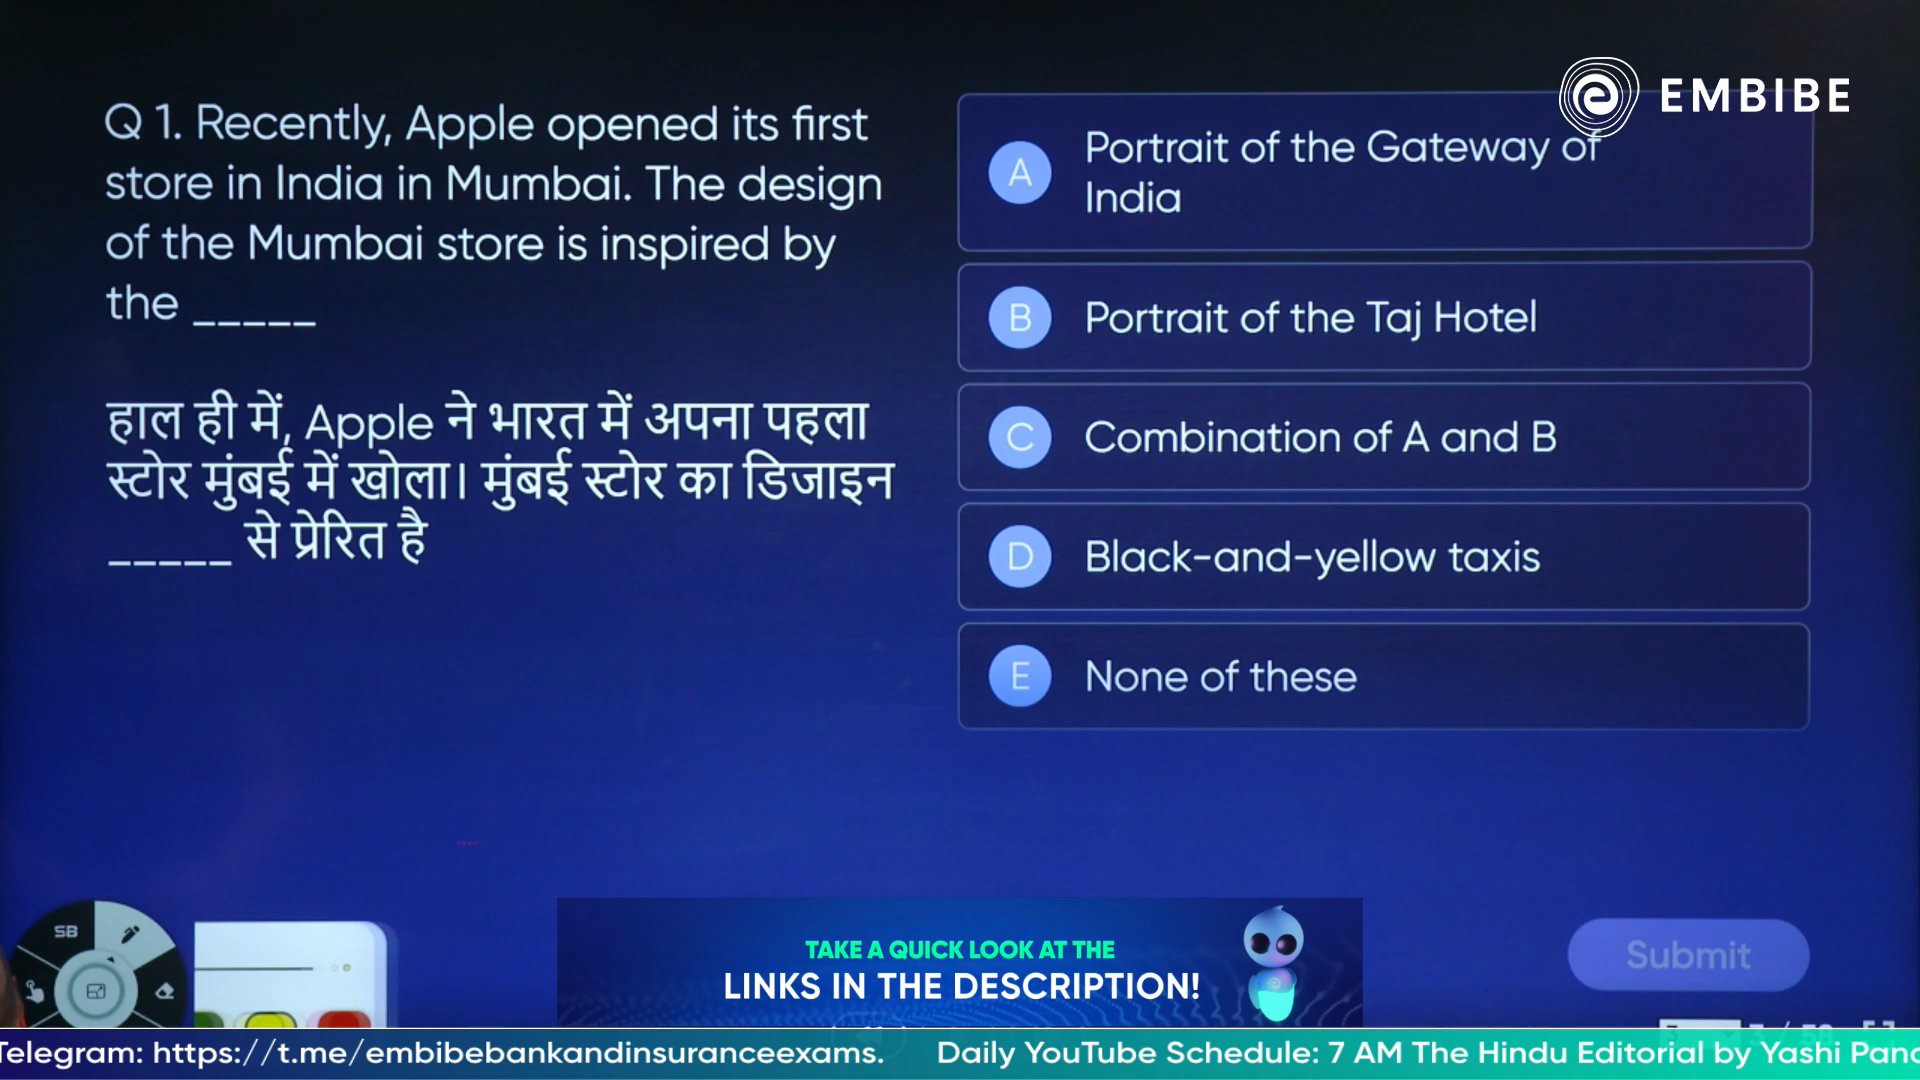 EMBIBE
Q 1. Recently, Apple opened its first
store in India in Mumbai. The design
of the Mumbai store is inspired by
the _____
हाल ही में, Apple ने भारत में अपना पहला
स्टोर मुंबई में खोला। मुंबई स्टोर का डिजाइन
_____ से प्रेरित है
A Portrait of the Gateway of
India
B Portrait of the Taj Hotel
C Combination of A and B
D Black-and-yellow taxis
E None of these
SB
TAKE A QUICK LOOK AT THE
LINKS IN THE DESCRIPTION!
Submit
Telegram: https://t.me/embibebankandinsuranceexams. Daily YouTube Schedule: 7 AM The Hindu Editorial by Yashi